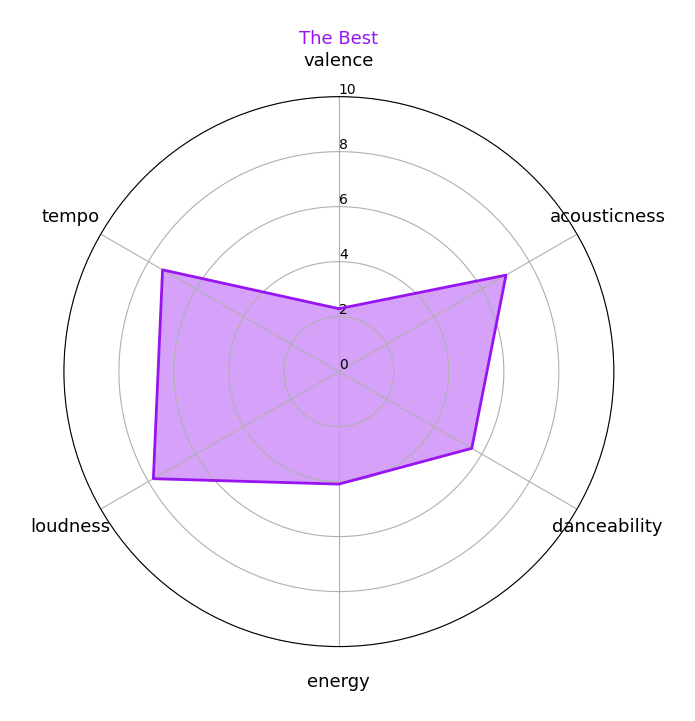 The Best
valence
10
8
tempo
6
acousticness
4
2
0
loudness
danceability
energy